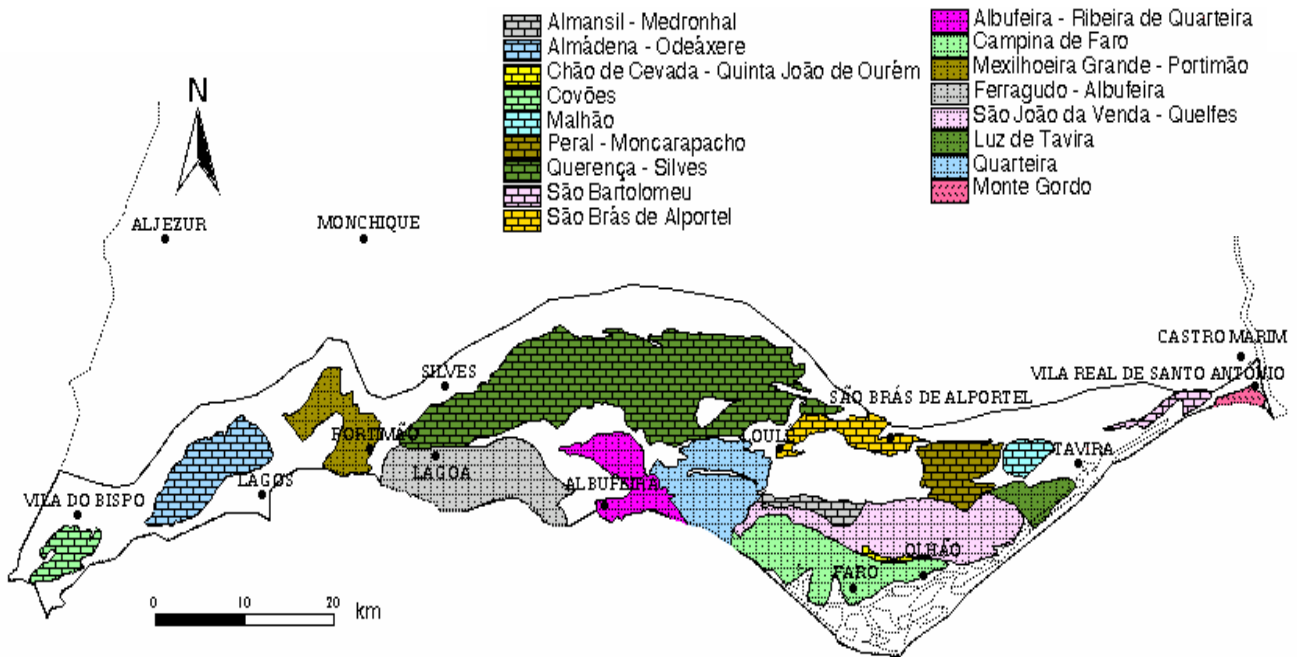 Almansil - Medronhal
Almádena - Odeáxere
Chão de Cevada - Quinta João de Ourém
Covões
Malhão
Peral - Moncarapacho
Querença - Silves
São Bartolomeu
São Brás de Alportel
Albufeira - Ribeira de Quarteira
Campina de Faro
Mexilhoeira Grande - Portimão
Ferragudo - Albufeira
São João da Venda - Quelfes
Luz de Tavira
Quarteira
Monte Gordo
N
ALJEZUR
MONCHIQUE
CASTRO MARIM
SILVES
VILA REAL DE SANTO ANTÓNIO
SÃO BRÁS DE ALPORTEL
PORTIMÃO
LOULÉ
LAGOA
TAVIRA
LAGOS
ALBUFEIRA
VILA DO BISPO
OLHÃO
FARO
0 10 20
km